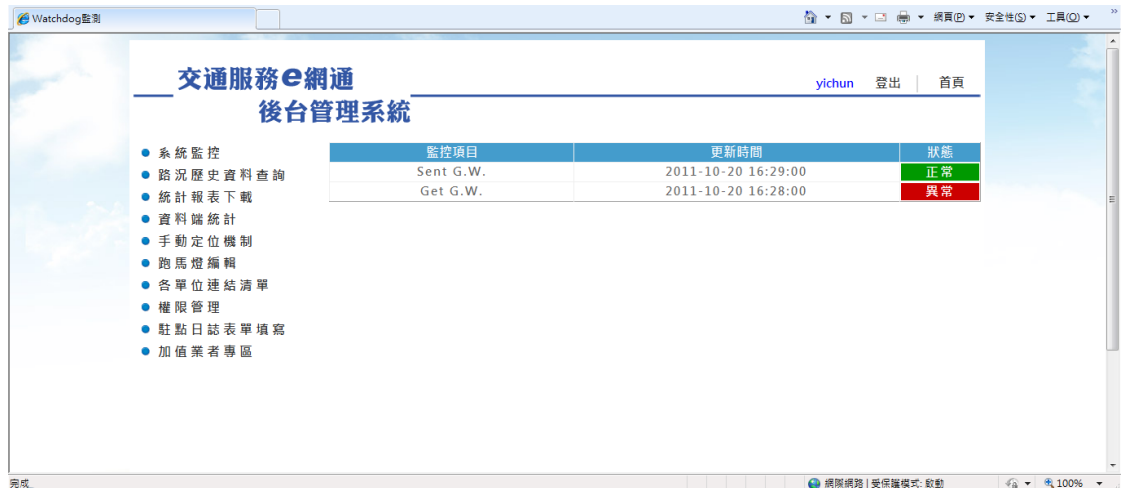 Watchdog監測
網頁(P) 安全性(S) 工具(O) »
交通服務e網通
後台管理系統
yichun 登出 首頁
系統監控
路況歷史資料查詢
統計報表下載
資料端統計
手動定位機制
跑馬燈編輯
各單位連結清單
權限管理
駐點日誌表單填寫
加值業者專區
監控項目 更新時間 狀態
Sent G.W. 2011-10-20 16:29:00 正常
Get G.W. 2011-10-20 16:28:00 異常
完成 網際網路 | 受保護模式: 啟動 100%